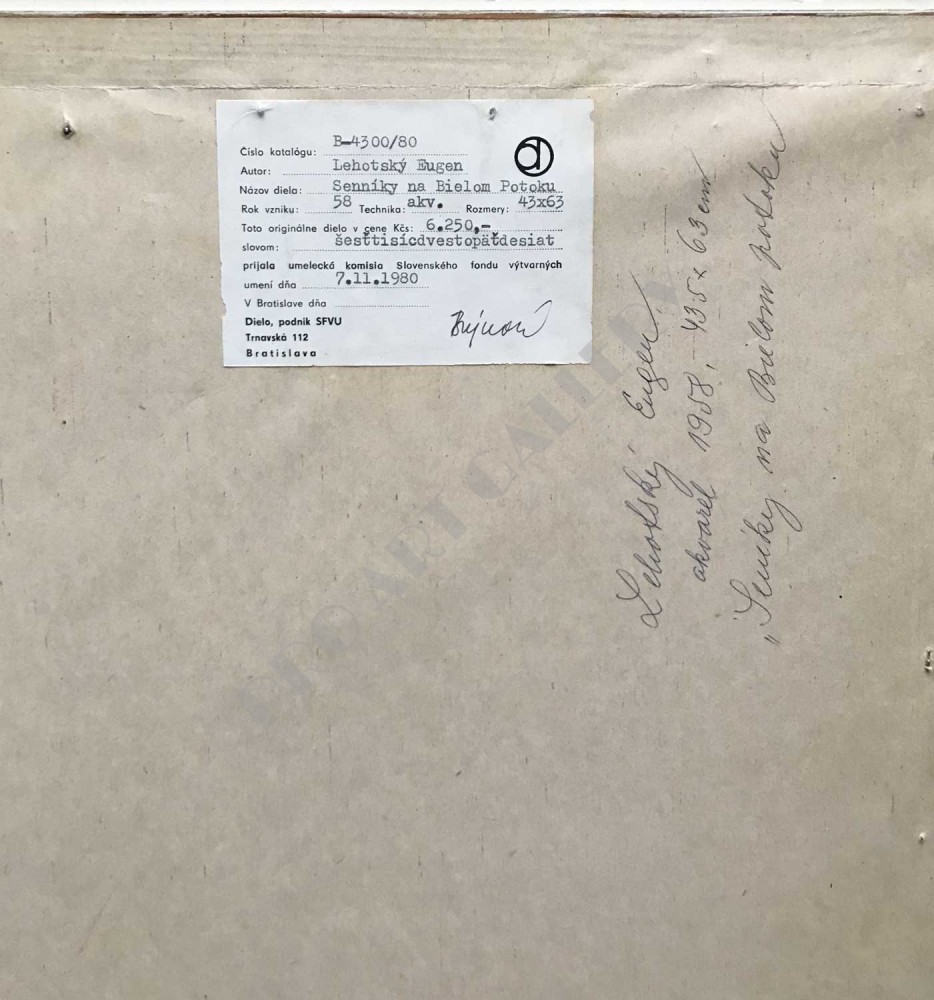 Číslo katalógu: B-4300/80
Autor: Lehotský Eugen
Názov diela: Senníky na Bielom Potoku
Rok vzniku: 58 Technika: akv. Rozmery: 43x63
Toto originálne dielo v cene Kčs: 6.250,-
slovom: šesttisícdvestopäťdesiat
prijala umelecká komisia Slovenského fondu výtvarných
umení dňa 7.11.1980
V Bratislave dňa
Dielo, podnik SFVU
Trnavská 112
Bratislava
Lehotský Eugen
akvarel 1958, 43,5 x 63 cm
„Seníky na Bielom potoku
ART GALLERY